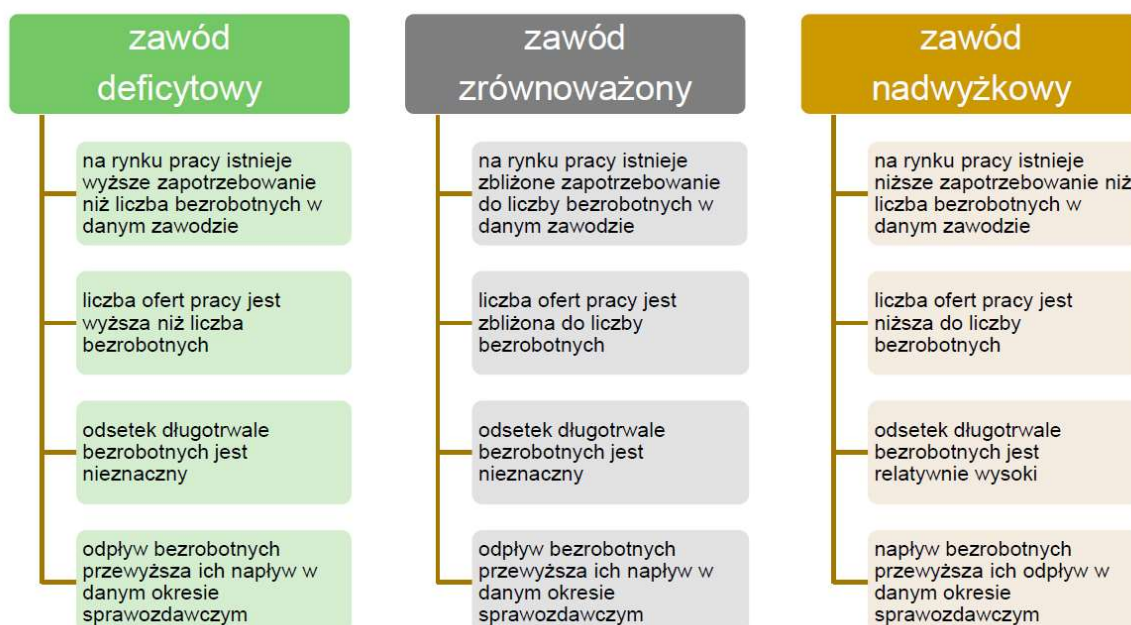 zawód
deficytowy
na rynku pracy istnieje
wyższe zapotrzebowanie
niż liczba bezrobotnych w
danym zawodzie
liczba ofert pracy jest
wyższa niż liczba
bezrobotnych
odsetek długotrwale
bezrobotnych jest
nieznaczny
odpływ bezrobotnych
przewyższa ich napływ w
danym okresie
sprawozdawczym
zawód
zrównoważony
na rynku pracy istnieje
zbliżone zapotrzebowanie
do liczby bezrobotnych w
danym zawodzie
liczba ofert pracy jest
zbliżona do liczby
bezrobotnych
odsetek długotrwale
bezrobotnych jest
nieznaczny
odpływ bezrobotnych
przewyższa ich napływ w
danym okresie
sprawozdawczym
zawód
nadwyżkowy
na rynku pracy istnieje
niższe zapotrzebowanie niż
liczba bezrobotnych w
danym zawodzie
liczba ofert pracy jest
niższa do liczby
bezrobotnych
odsetek długotrwale
bezrobotnych jest
relatywnie wysoki
napływ bezrobotnych
przewyższa ich odpływ w
danym okresie
sprawozdawczym